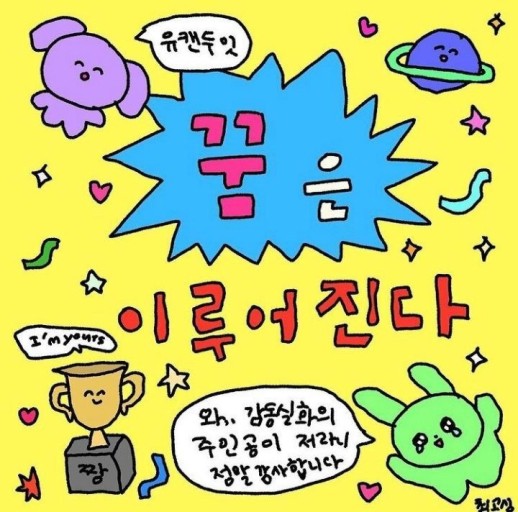 유캔두잇
꿈은
이루어진다
I'm yours
와, 감동실화의
주인공이 저라니
정말 감사합니다
짱
최고심